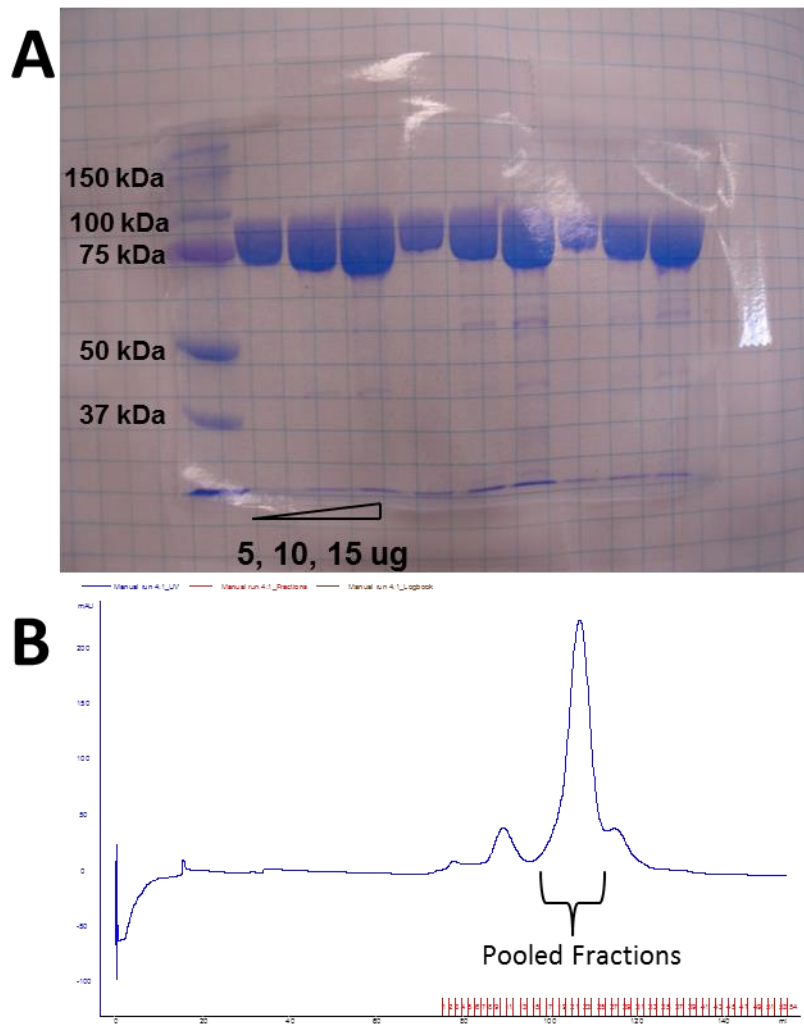 A
150 kDa
100 kDa
75 kDa
50 kDa
37 kDa
5, 10, 15 ug
Manual run 4:1_UV Manual run 4:1_Fractions Manual run 4:1_Logbook
B
mAU
200
150
100
50
0
-50
-100
Pooled Fractions
0 20 40 60 80 100 120 140 ml